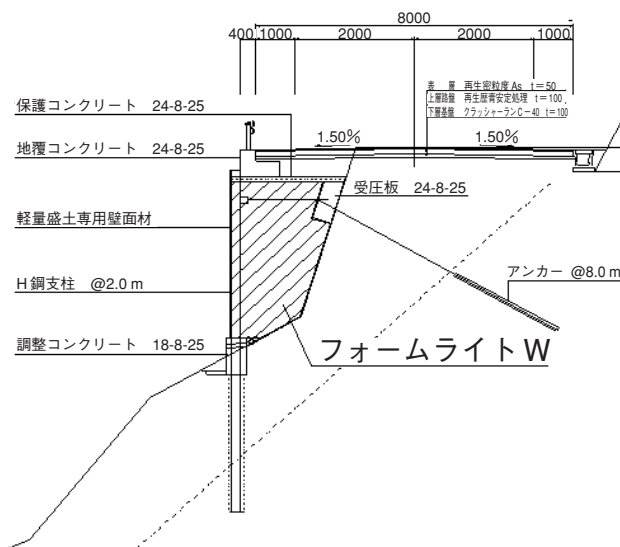 8000
400 1000 2000 2000 1000
表 層 再生密粒度 As t=50
上層路盤 再生歴青安定処理 t=100
下層基盤 クラッシャーランC-40 t=100
保護コンクリート 24-8-25
1.50% 1.50%
地覆コンクリート 24-8-25
受圧板 24-8-25
軽量盛土専用壁面材
アンカー @8.0m
H鋼支柱 @2.0m
調整コンクリート 18-8-25
フォームライトW